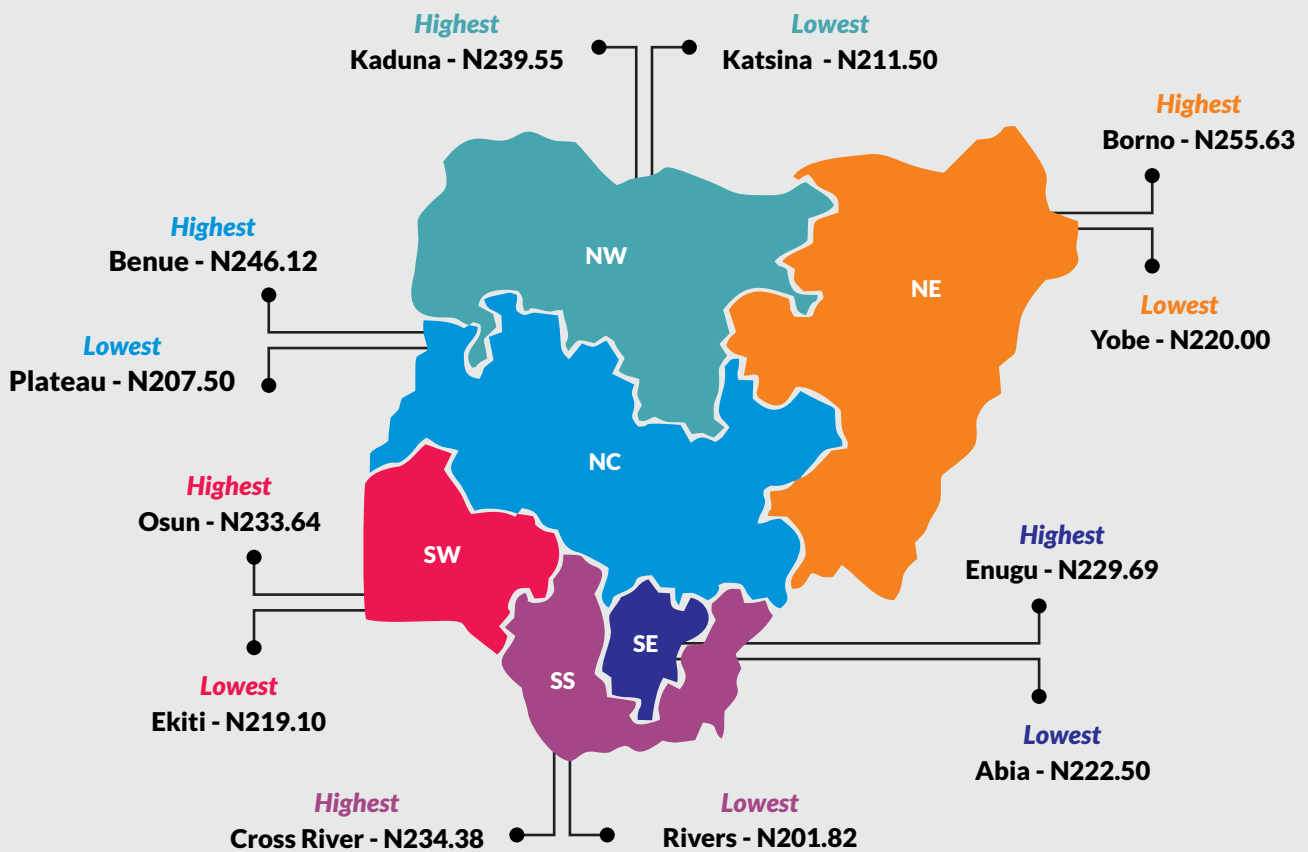 Highest
Kaduna - N239.55
Lowest
Katsina - N211.50
Highest
Borno - N255.63
Lowest
Yobe - N220.00
Highest
Benue - N246.12
Lowest
Plateau - N207.50
NW
NE
NC
SW
SS
SE
Highest
Osun - N233.64
Lowest
Ekiti - N219.10
Highest
Enugu - N229.69
Lowest
Abia - N222.50
Highest
Cross River - N234.38
Lowest
Rivers - N201.82